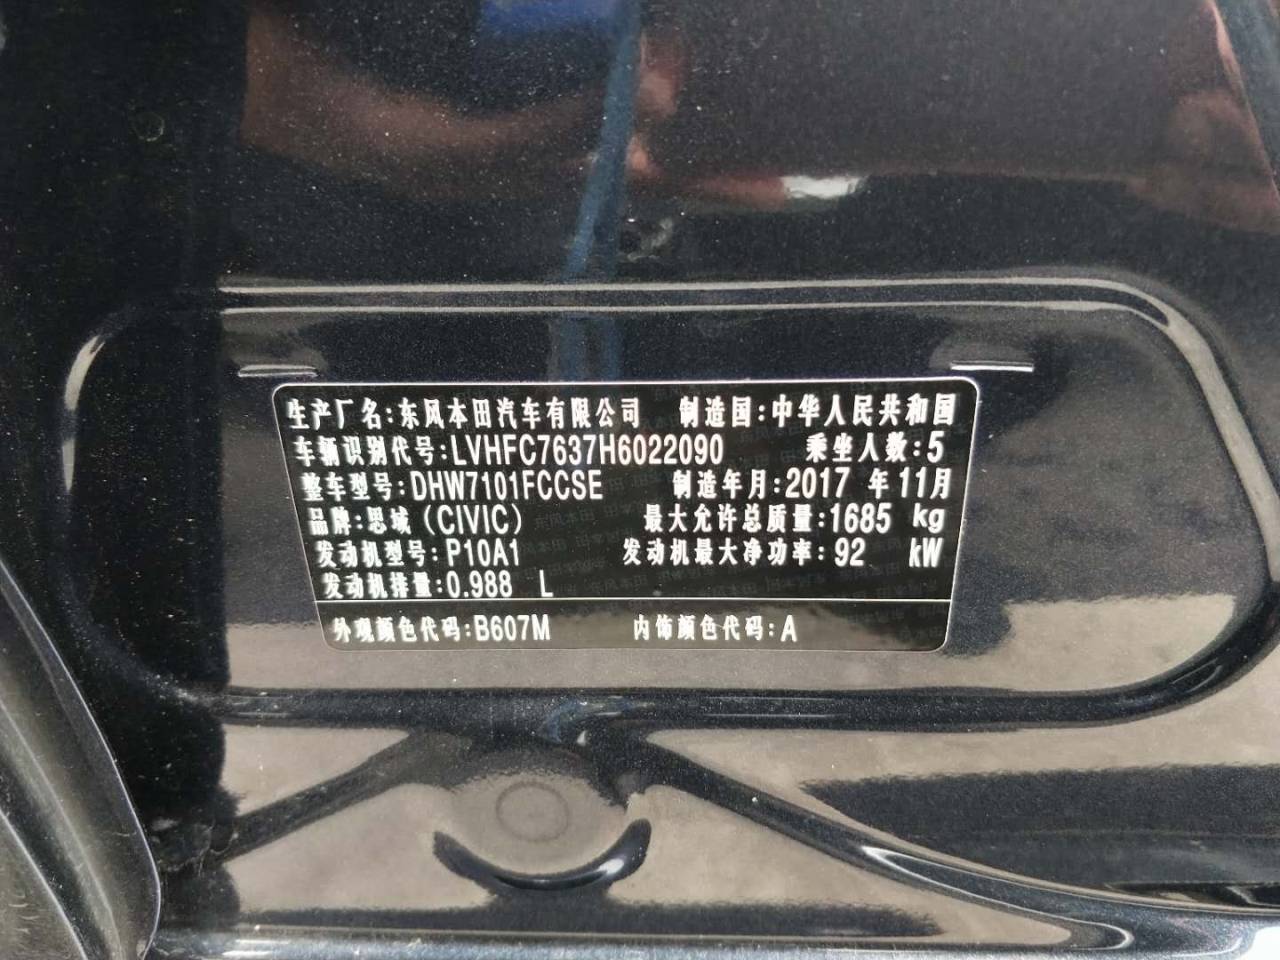 生产厂名:东风本田汽车有限公司 制造国:中华人民共和国
车辆识别代号:LVHFC7637H6022090 乘坐人数:5
整车型号:DHW7101FCCSE 制造年月:2017 年11月
品牌:思域(CIVIC) 最大允许总质量:1685 kg
发动机型号:P10A1 发动机最大净功率:92 kW
发动机排量:0.988 L
外观颜色代码:B607M 内饰颜色代码:A